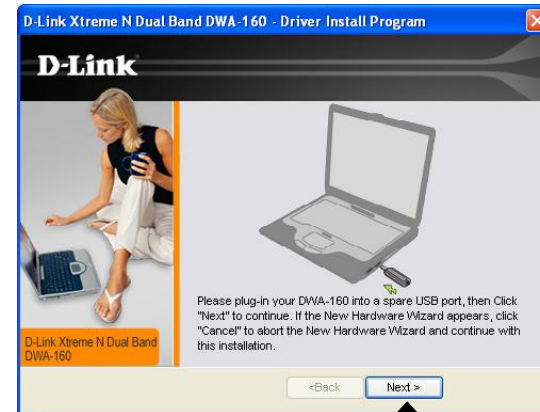 D-Link Xtreme N Dual Band DWA-160 - Driver Install Program
D-Link
Please plug-in your DWA-160 into a spare USB port, then Click
"Next" to continue. If the New Hardware Wizard appears, click
"Cancel" to abort the New Hardware Wizard and continue with
this installation.
D-Link Xtreme N Dual Band
DWA-160
<Back
Next >